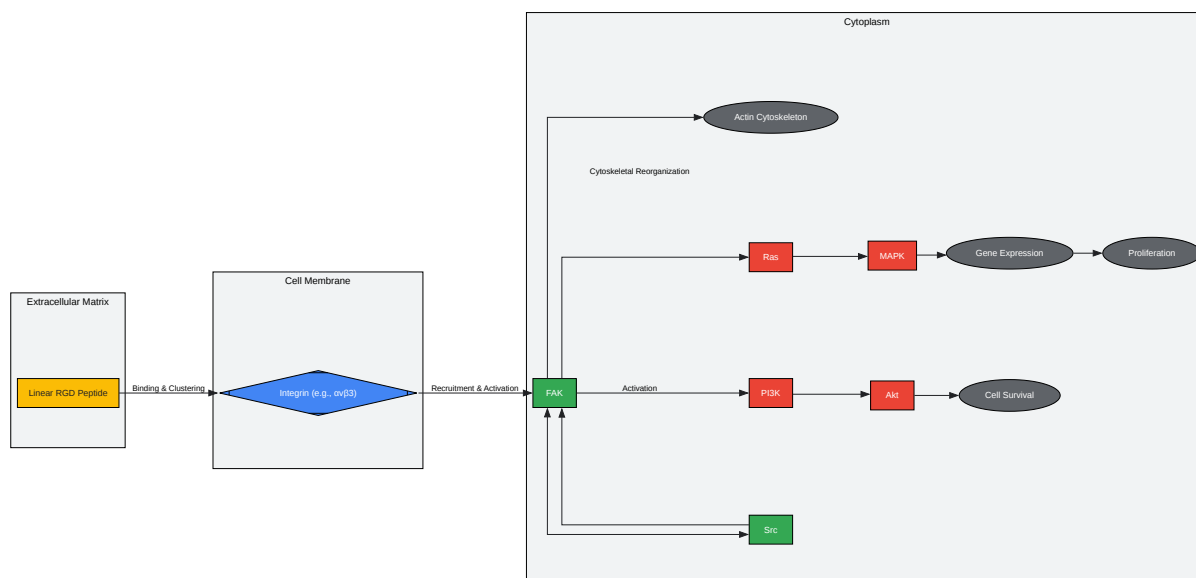 Cytoplasm
Actin Cytoskeleton
Cytoskeletal Reorganization
Ras
MAPK
Gene Expression
Proliferation
Cell Membrane
Extracellular Matrix
Linear RGD Peptide
Binding & Clustering
Integrin (e.g., αvβ3)
Recruitment & Activation
FAK
Activation
PI3K
Akt
Cell Survival
Src